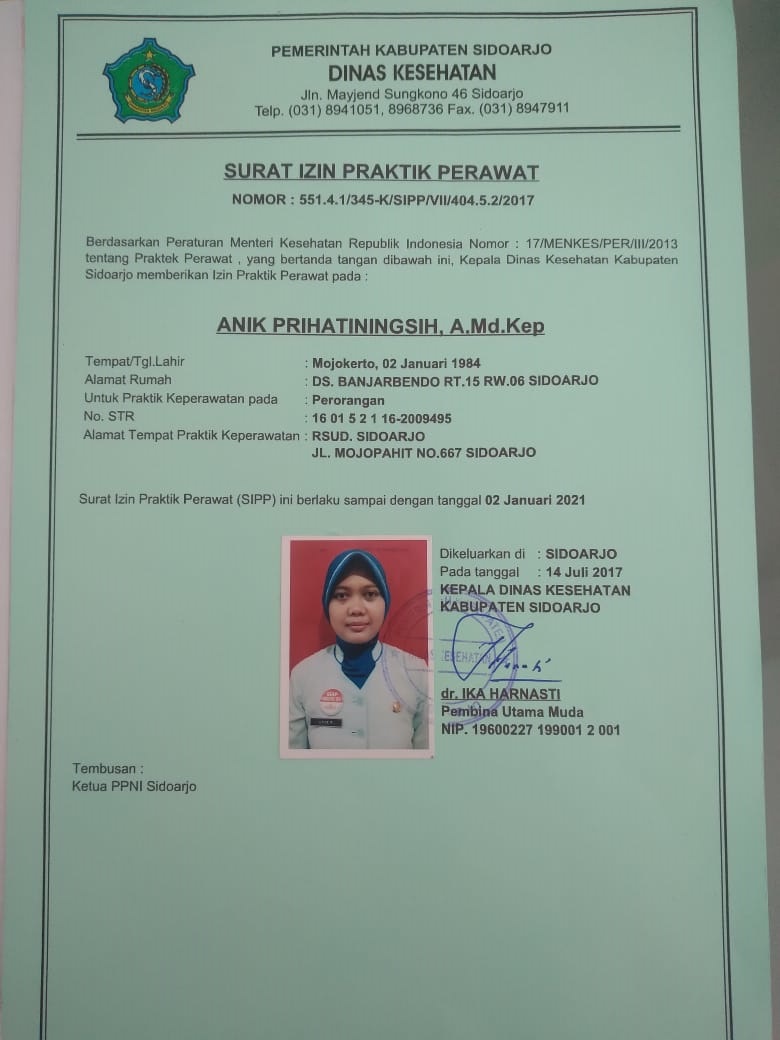 PEMERINTAH KABUPATEN SIDOARJO
DINAS KESEHATAN
Jln. Mayjend Sungkono 46 Sidoarjo
Telp. (031) 8941051, 8968736 Fax. (031) 8947911
SURAT IZIN PRAKTIK PERAWAT
NOMOR : 551.4.1/345-K/SIPP/VII/404.5.2/2017
Berdasarkan Peraturan Menteri Kesehatan Republik Indonesia Nomor : 17/MENKES/PER/III/2013
tentang Praktek Perawat , yang bertanda tangan dibawah ini, Kepala Dinas Kesehatan Kabupaten
Sidoarjo memberikan Izin Praktik Perawat pada :
ANIK PRIHATININGSIH, A.Md.Kep
Tempat/Tgl.Lahir : Mojokerto, 02 Januari 1984
Alamat Rumah : DS. BANJARBENDO RT.15 RW.06 SIDOARJO
Untuk Praktik Keperawatan pada : Perorangan
No. STR : 16 01 5 2 1 16-2009495
Alamat Tempat Praktik Keperawatan : RSUD. SIDOARJO
JL. MOJOPAHIT NO.667 SIDOARJO
Surat Izin Praktik Perawat (SIPP) ini berlaku sampai dengan tanggal 02 Januari 2021
Dikeluarkan di : SIDOARJO
Pada tanggal : 14 Juli 2017
KEPALA DINAS KESEHATAN
KABUPATEN SIDOARJO
dr. IKA HARNASTI
Pembina Utama Muda
NIP. 19600227 199001 2 001
Tembusan :
Ketua PPNI Sidoarjo